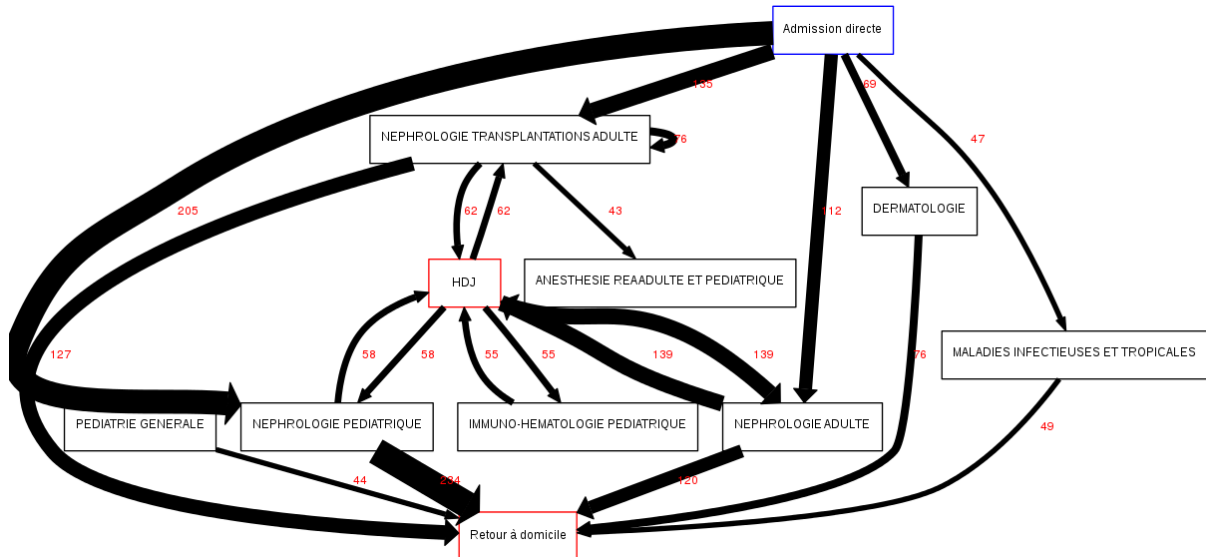 Admission directe
135
69
NEPHROLOGIE TRANSPLANTATIONS ADULTE
76
47
205
62
62
43
112
DERMATOLOGIE
HDJ
ANESTHESIE REAADULTE ET PEDIATRIQUE
127
58
58
55
55
139
139
76
MALADIES INFECTIEUSES ET TROPICALES
PEDIATRIE GENERALE
NEPHROLOGIE PEDIATRIQUE
IMMUNO-HEMATOLOGIE PEDIATRIQUE
NEPHROLOGIE ADULTE
49
44
120
Retour à domicile